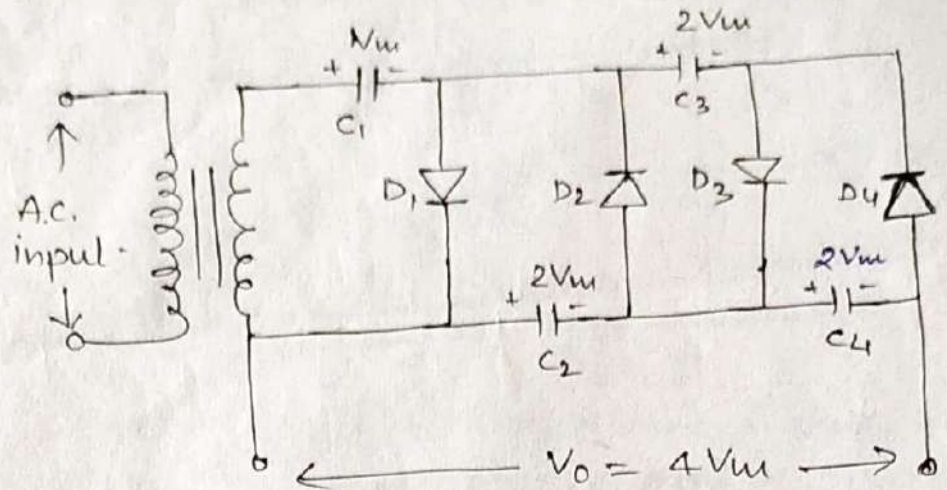 Vm
+ -
C1
2Vm
+ -
C3
A.C.
input
D1
D2
D3
D4
2Vm
+ -
C2
2Vm
+ -
C4
V0 = 4Vm